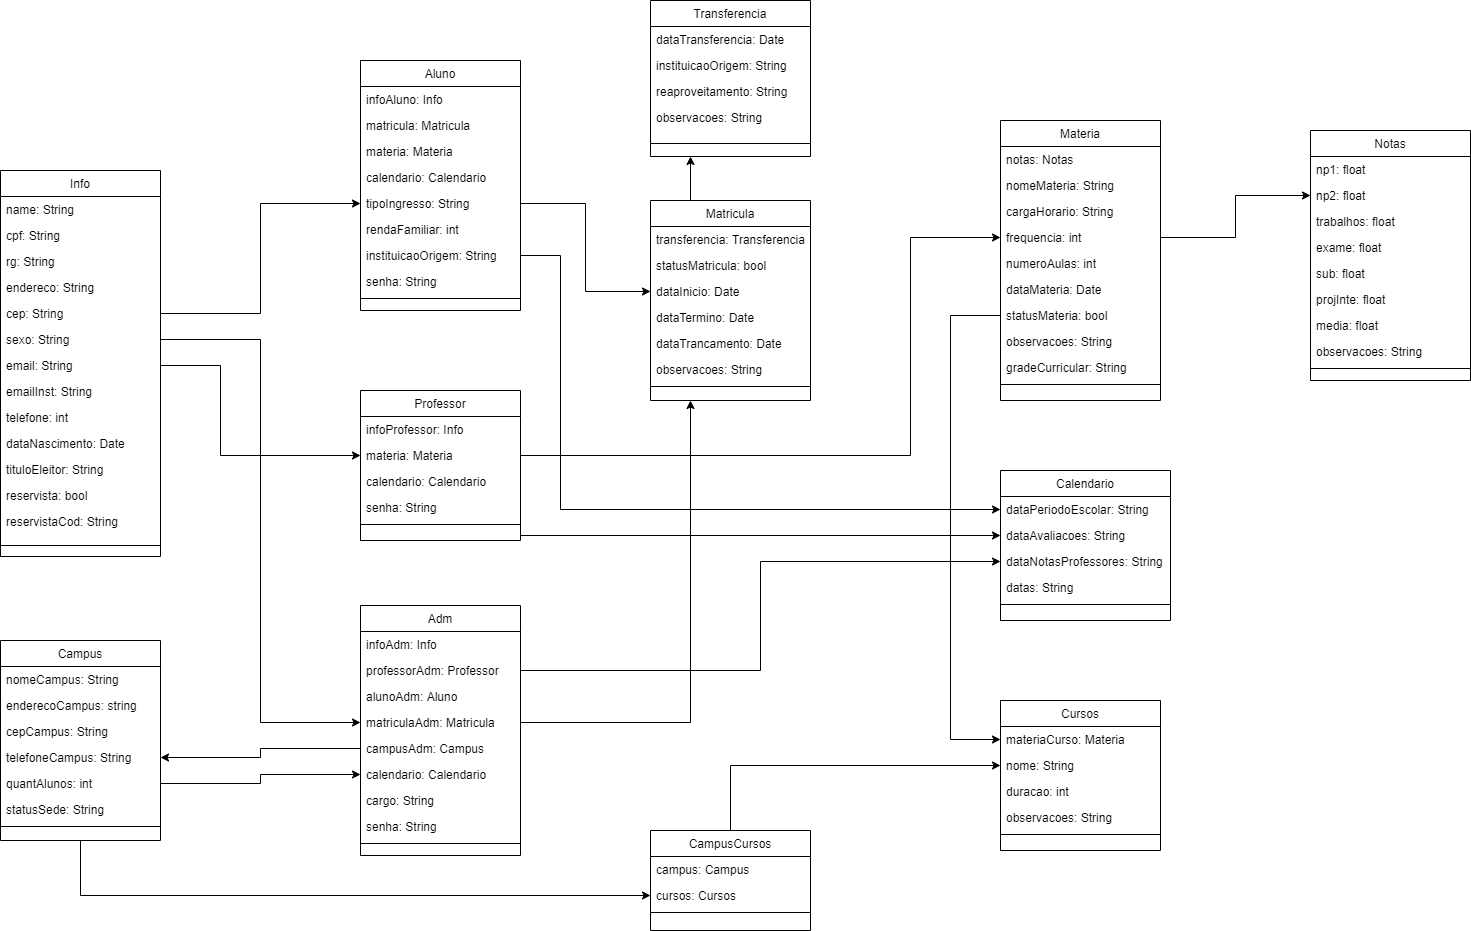 Transferencia
dataTransferencia: Date
instituicaoOrigem: String
reaproveitamento: String
observacoes: String
Aluno
infoAluno: Info
matricula: Matricula
materia: Materia
calendario: Calendario
tipoIngresso: String
rendaFamiliar: int
instituicaoOrigem: String
senha: String
Materia
notas: Notas
nomeMateria: String
cargaHorario: String
frequencia: int
numeroAulas: int
dataMateria: Date
statusMateria: bool
observacoes: String
gradeCurricular: String
Notas
np1: float
np2: float
trabalhos: float
exame: float
sub: float
projInte: float
media: float
observacoes: String
Info
name: String
cpf: String
rg: String
endereco: String
cep: String
sexo: String
email: String
emailInst: String
telefone: int
dataNascimento: Date
tituloEleitor: String
reservista: bool
reservistaCod: String
Matricula
transferencia: Transferencia
statusMatricula: bool
dataInicio: Date
dataTermino: Date
dataTrancamento: Date
observacoes: String
Professor
infoProfessor: Info
materia: Materia
calendario: Calendario
senha: String
Calendario
dataPeriodoEscolar: String
dataAvaliacoes: String
dataNotasProfessores: String
datas: String
Adm
infoAdm: Info
professorAdm: Professor
alunoAdm: Aluno
matriculaAdm: Matricula
campusAdm: Campus
calendario: Calendario
cargo: String
senha: String
Campus
nomeCampus: String
enderecoCampus: string
cepCampus: String
telefoneCampus: String
quantAlunos: int
statusSede: String
Cursos
materiaCurso: Materia
nome: String
duracao: int
observacoes: String
CampusCursos
campus: Campus
cursos: Cursos